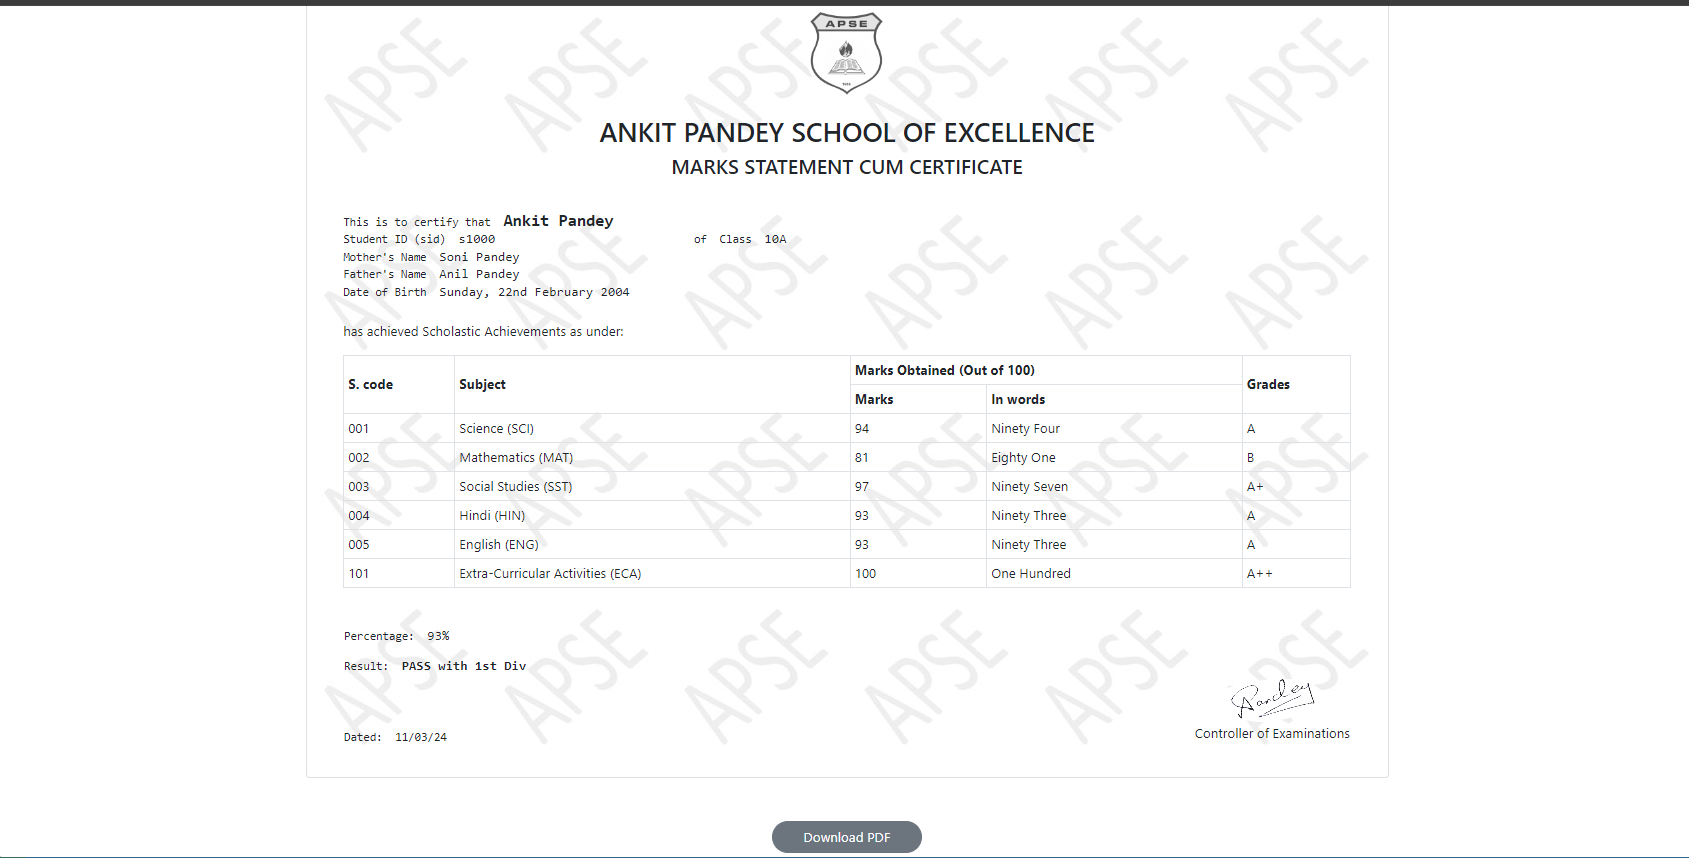 APSE
ANKIT PANDEY SCHOOL OF EXCELLENCE
MARKS STATEMENT CUM CERTIFICATE
This is to certify that Ankit Pandey
Student ID (sid) s1000 of Class 10A
Mother's Name Soni Pandey
Father's Name Anil Pandey
Date of Birth Sunday, 22nd February 2004
has achieved Scholastic Achievements as under:
S. code Subject Marks Obtained (Out of 100) Grades
Marks In words
001 Science (SCI) 94 Ninety Four A
002 Mathematics (MAT) 81 Eighty One B
003 Social Studies (SST) 97 Ninety Seven A+
004 Hindi (HIN) 93 Ninety Three A
005 English (ENG) 93 Ninety Three A
101 Extra-Curricular Activities (ECA) 100 One Hundred A++
Percentage: 93%
Result: PASS with 1st Div
Pandey
Dated: 11/03/24
Controller of Examinations
Download PDF